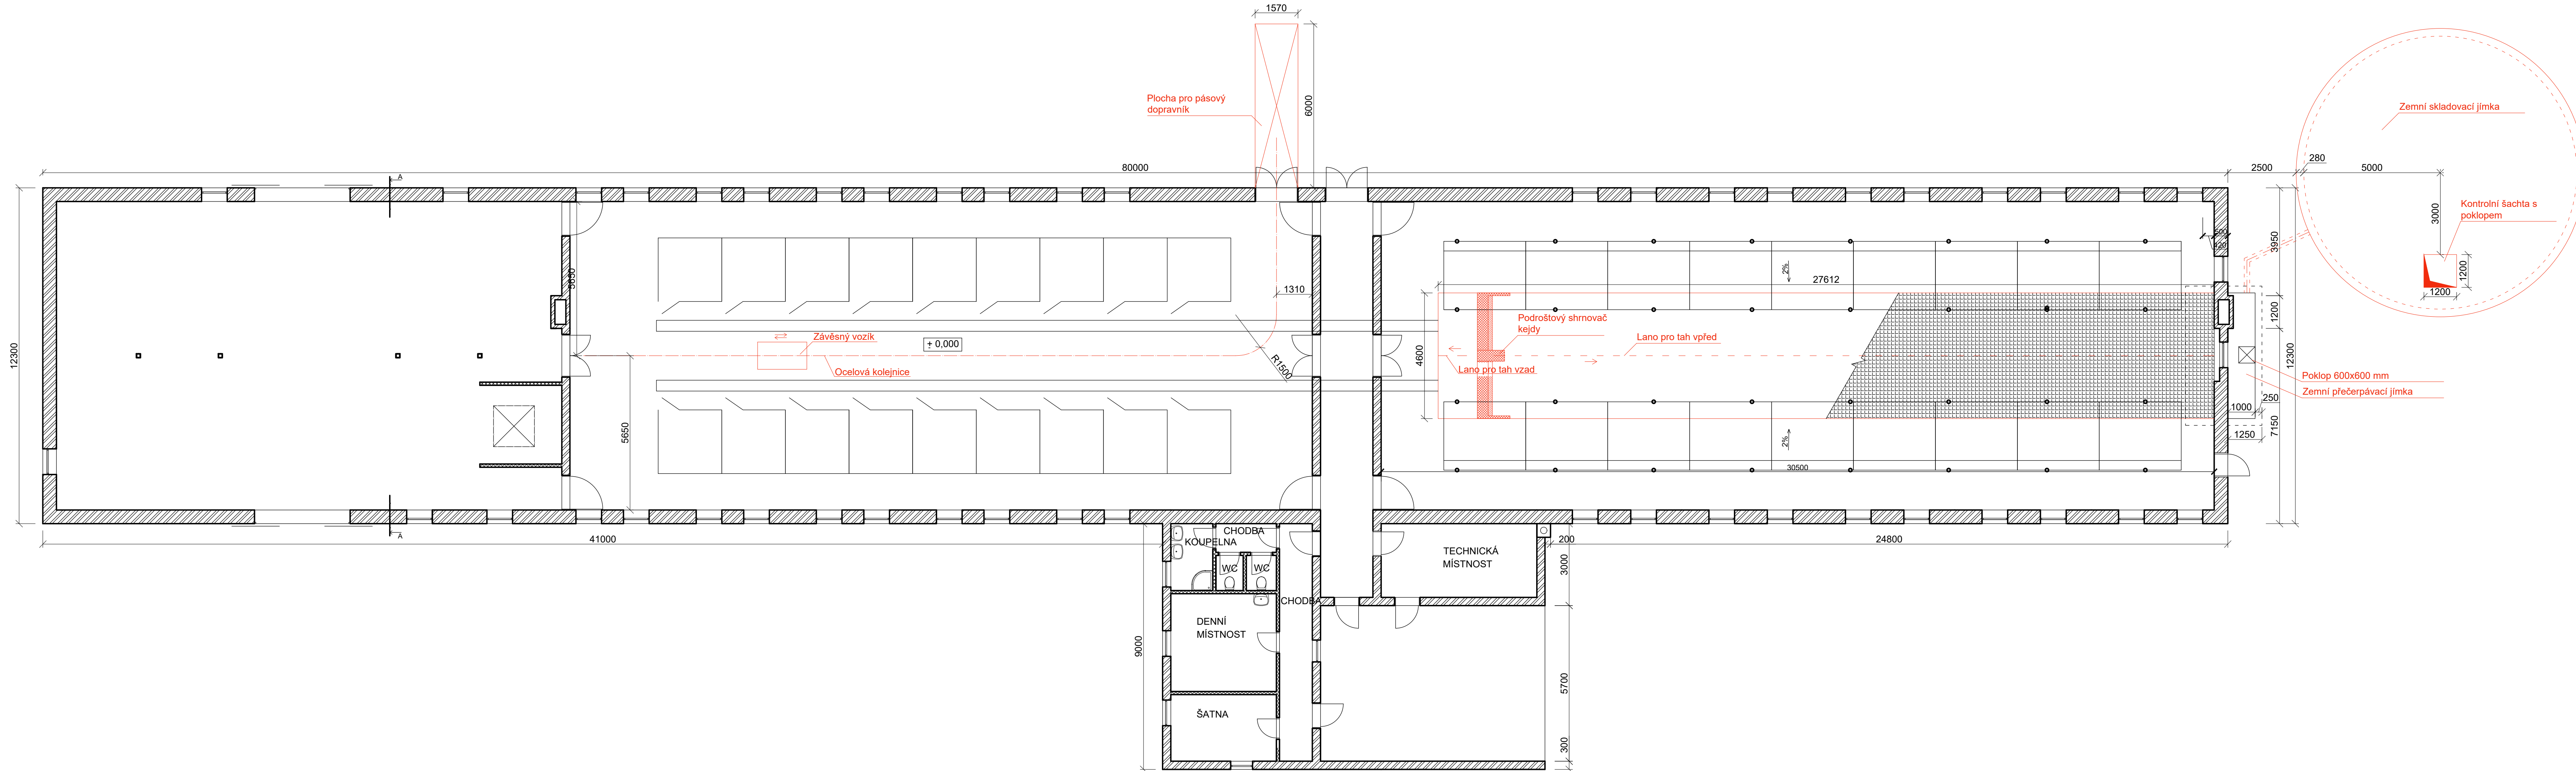 1570
Plocha pro pásový
dopravník
6000
Zemní skladovací jímka
80000
2500
280
5000
A
Kontrolní šachta s
poklopem
3000
3950
500
420
5650
2%
27612
1200
1200
1310
1200
Podroštový shrnovač
kejdy
Závěsný vozík
± 0,000
Lano pro tah vpřed
12300
4600
12300
R1500
Lano pro tah vzad
Ocelová kolejnice
Poklop 600x600 mm
Zemní přečerpávací jímka
250
1000
5650
2%
7150
1250
30500
A
41000
CHODBA
KOUPELNA
200
24800
TECHNICKÁ
MÍSTNOST
3000
WC
WC
CHODBA
DENNÍ
MÍSTNOST
9000
5700
ŠATNA
300